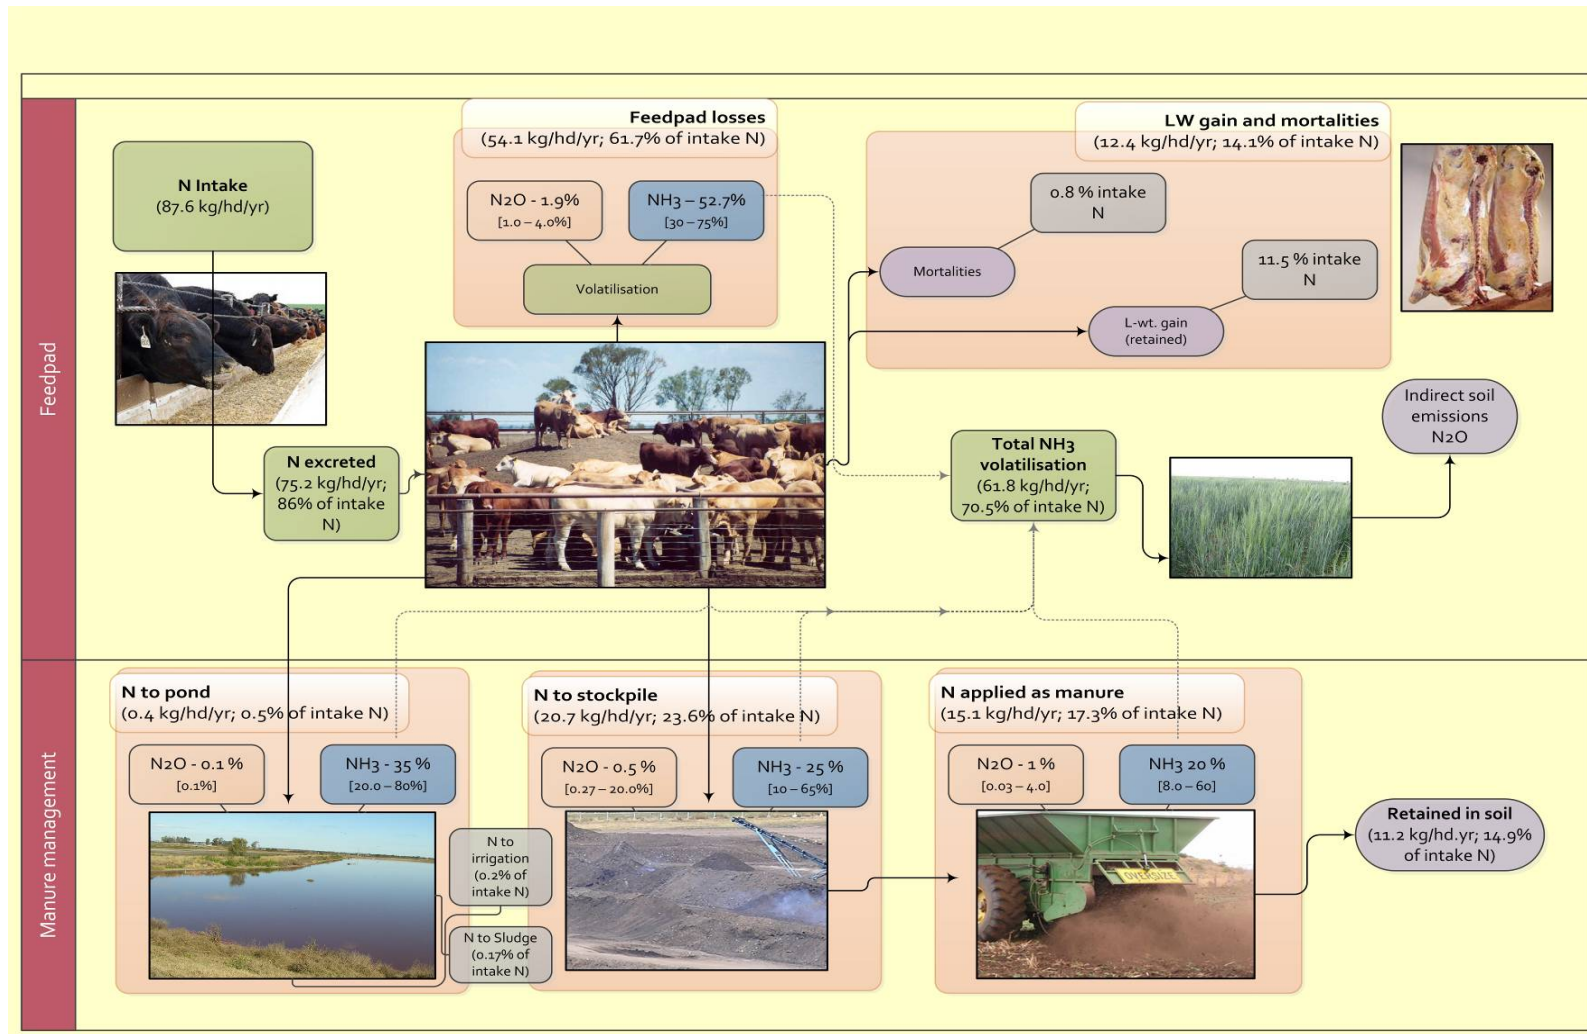 Feedpad
N Intake
(87.6 kg/hd/yr)
Feedpad losses
(54.1 kg/hd/yr; 61.7% of intake N)
N2O - 1.9%
[1.0 – 4.0%]
NH3 – 52.7%
[30 – 75%]
Volatilisation
LW gain and mortalities
(12.4 kg/hd/yr; 14.1% of intake N)
0.8 % intake
N
Mortalities
11.5 % intake
N
L-wt. gain
(retained)
N excreted
(75.2 kg/hd/yr;
86% of intake
N)
Total NH3
volatilisation
(61.8 kg/hd/yr;
70.5% of intake N)
Indirect soil
emissions
N2O
Manure management
N to pond
(0.4 kg/hd/yr; 0.5% of intake N)
N2O - 0.1 %
[0.1%]
NH3 - 35 %
[20.0 – 80%]
N to
irrigation
(0.2% of
intake N)
N to Sludge
(0.17% of
intake N)
N to stockpile
(20.7 kg/hd/yr; 23.6% of intake N)
N2O - 0.5 %
[0.27 – 20.0%]
NH3 - 25 %
[10 – 65%]
N applied as manure
(15.1 kg/hd/yr; 17.3% of intake N)
N2O – 1 %
[0.03 – 4.0]
NH3 20 %
[8.0 – 60]
OVERSIZE
Retained in soil
(11.2 kg/hd.yr; 14.9%
of intake N)